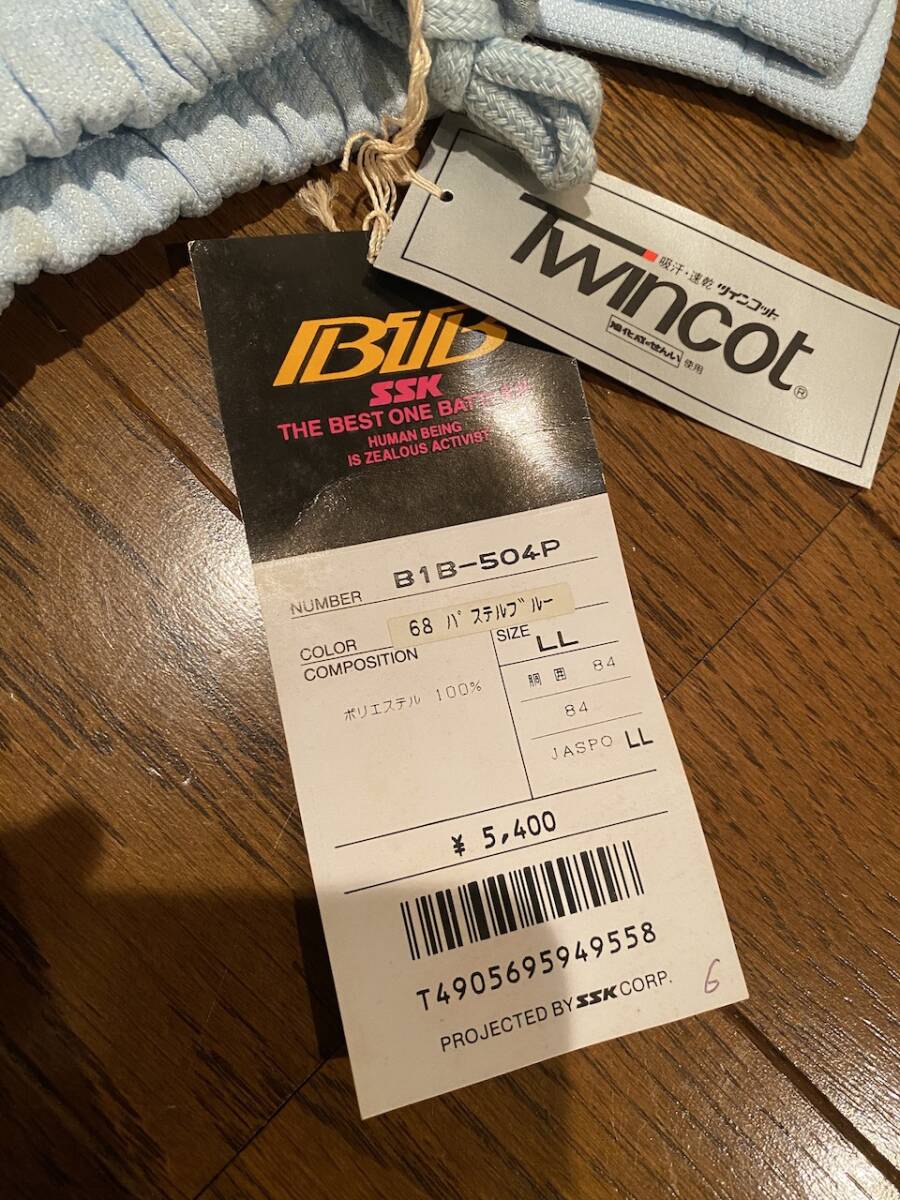 Twincot®
吸汗・速乾 ツインコット
旭化成のせんい 使用
B1B
SSK
THE BEST ONE
HUMAN BEING
IS ZEALOUS ACTIVIST
NUMBER B1B-504P
COLOR 68 パステルブルー
COMPOSITION
ポリエステル 100%
SIZE LL
胴囲 84
84
JASPO LL
¥ 5,400
T4905695949558
PROJECTED BY SSK CORP.
6